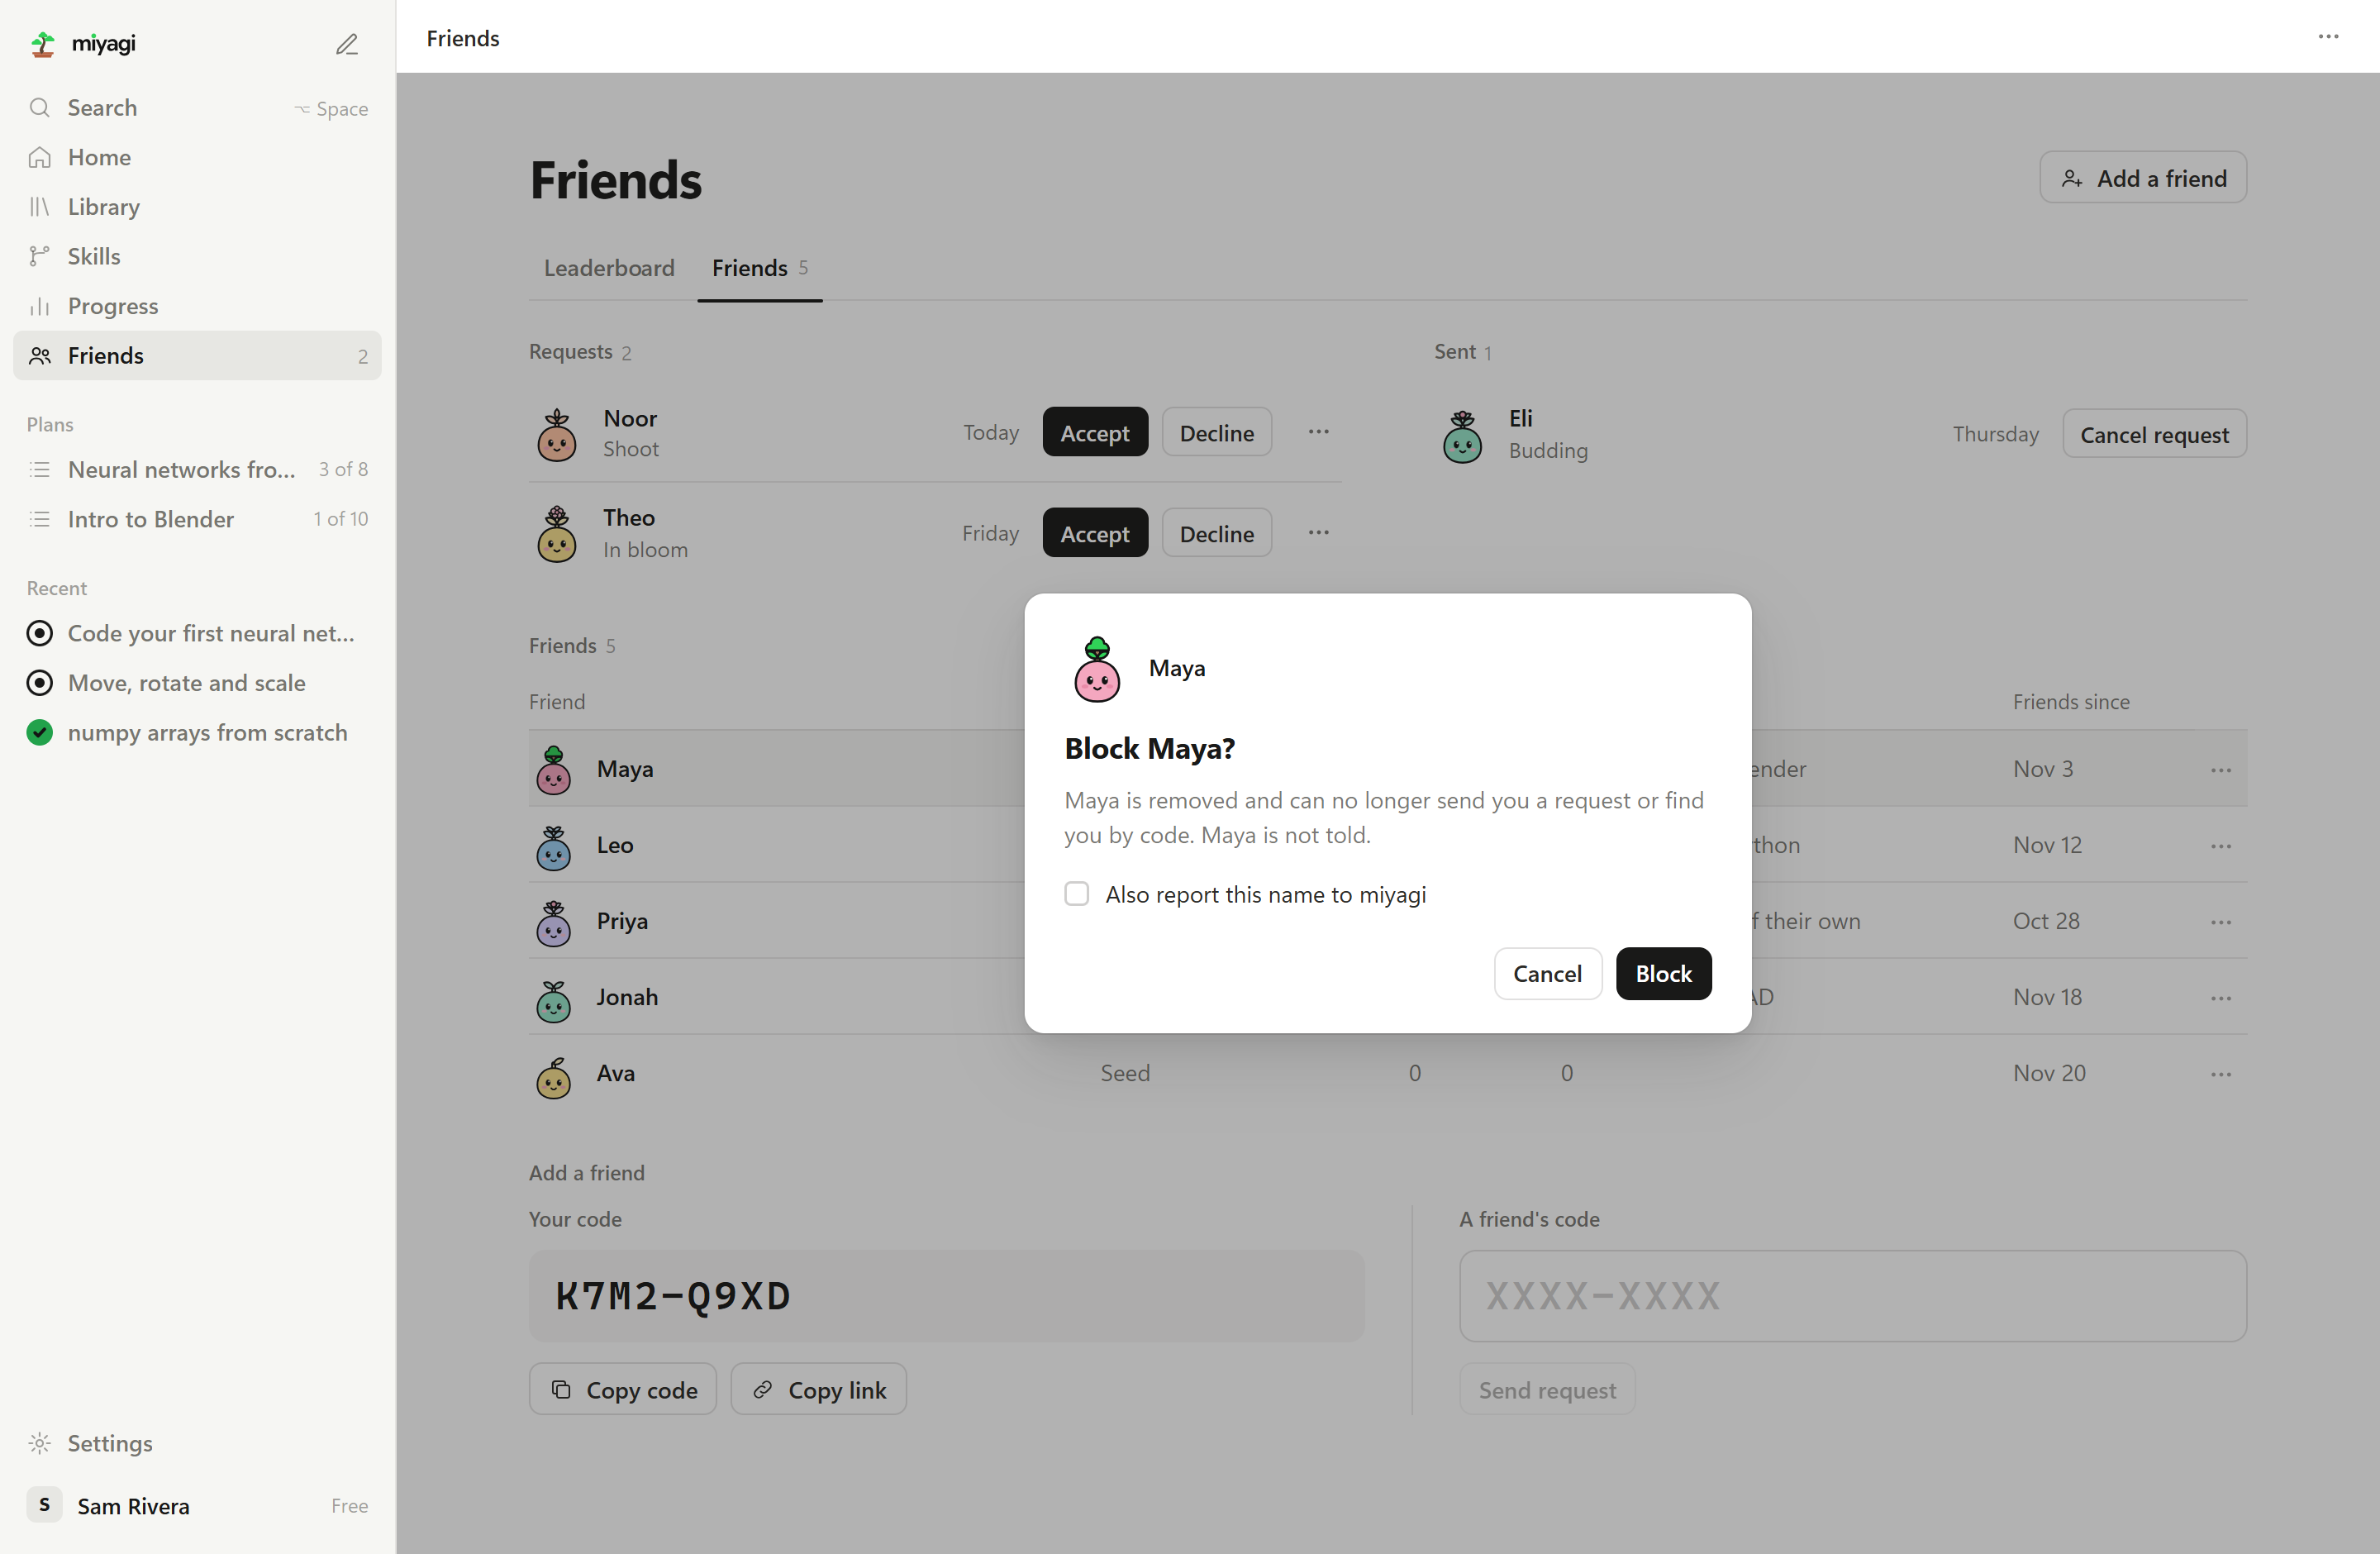 miyagi
Search
⌥ Space
Home
Library
Skills
Progress
Friends
2
Plans
Neural networks fro...
3 of 8
Intro to Blender
1 of 10
Recent
Code your first neural net...
Move, rotate and scale
numpy arrays from scratch
Settings
S
Sam Rivera
Free
Friends
Friends
Add a friend
Leaderboard
Friends 5
Requests 2
Noor
Shoot
Today
Accept
Decline
Theo
In bloom
Friday
Accept
Decline
Sent 1
Eli
Budding
Thursday
Cancel request
Friends 5
Friend
Friends since
Maya
ender
Nov 3
Leo
thon
Nov 12
Priya
f their own
Oct 28
Jonah
AD
Nov 18
Ava
Seed
0
0
Nov 20
Maya
Block Maya?
Maya is removed and can no longer send you a request or find
you by code. Maya is not told.
Also report this name to miyagi
Cancel
Block
Add a friend
Your code
K7M2-Q9XD
Copy code
Copy link
A friend's code
XXXX-XXXX
Send request